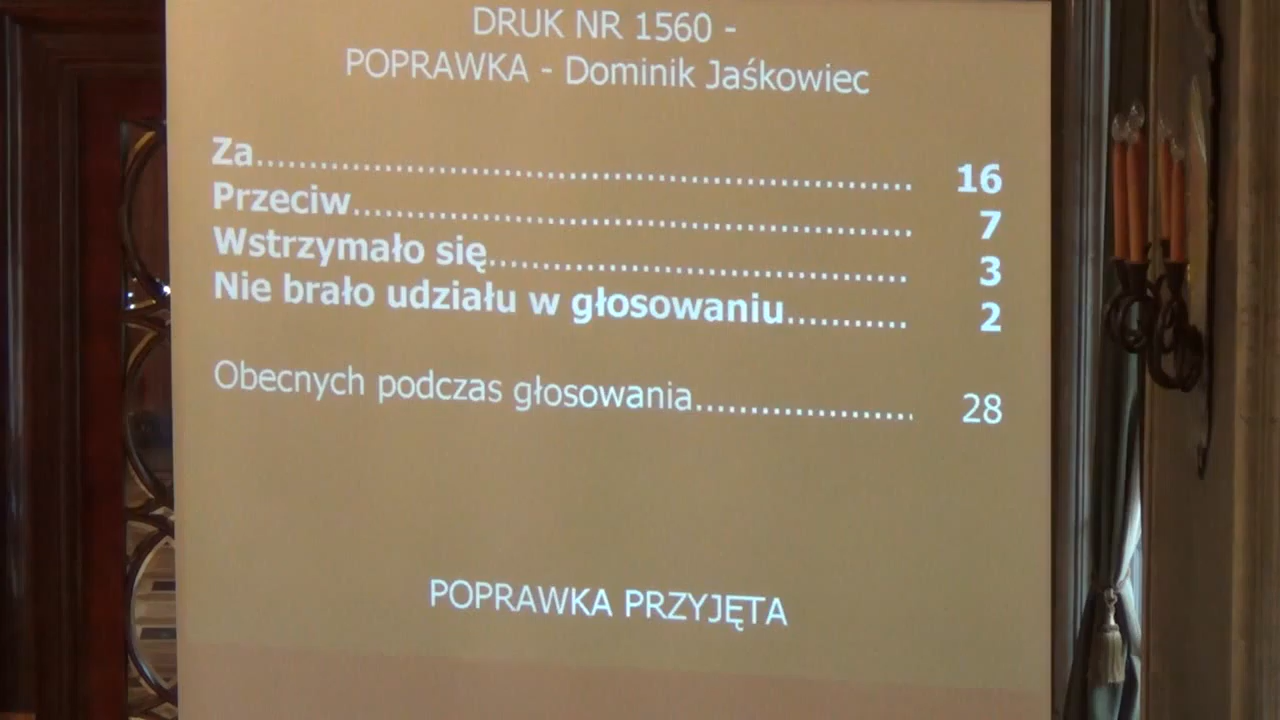 DRUK NR 1560 -
POPRAWKA - Dominik Jaśkowiec
Za........................................................................ 16
Przeciw............................................................. 7
Wstrzymało się.............................................. 3
Nie brało udziału w głosowaniu........... 2
Obecnych podczas głosowania........................ 28
POPRAWKA PRZYJĘTA